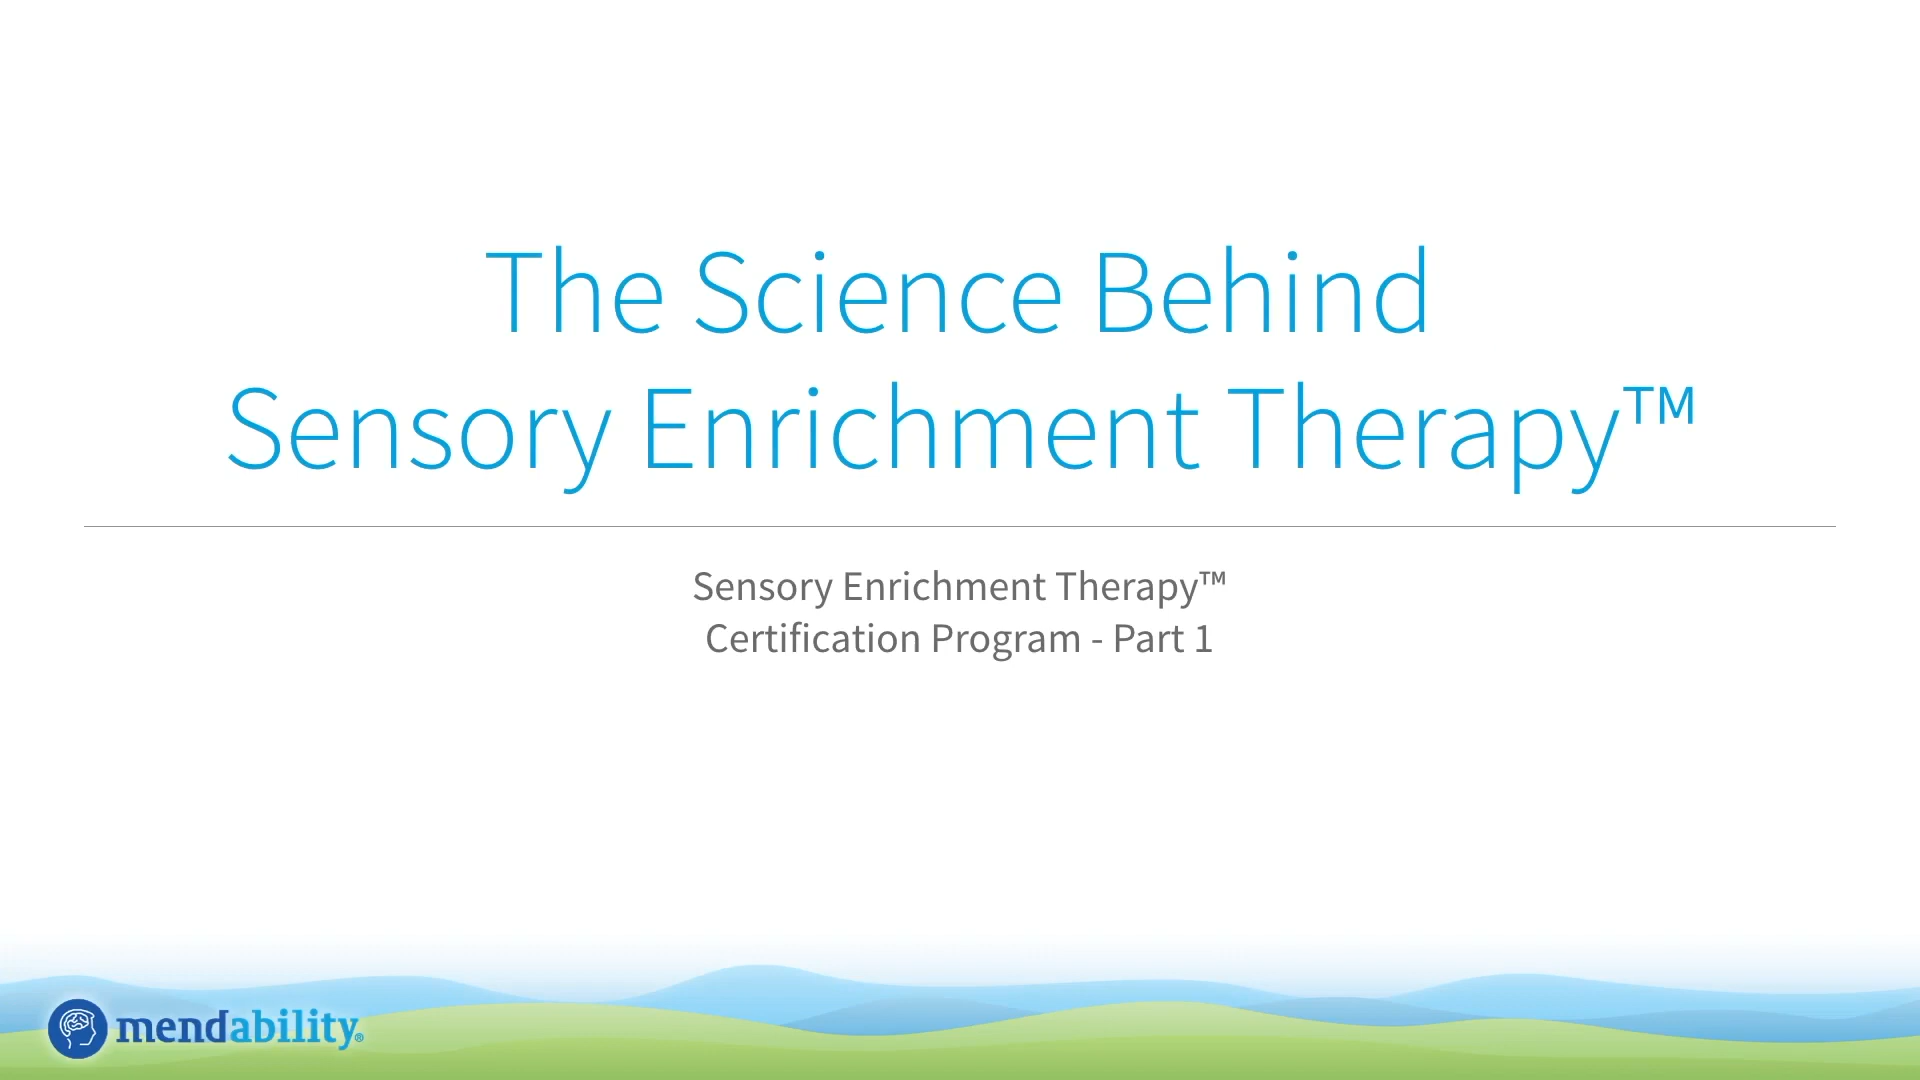 The Science Behind
Sensory Enrichment Therapy™
Sensory Enrichment Therapy™
Certification Program - Part 1
mendability®